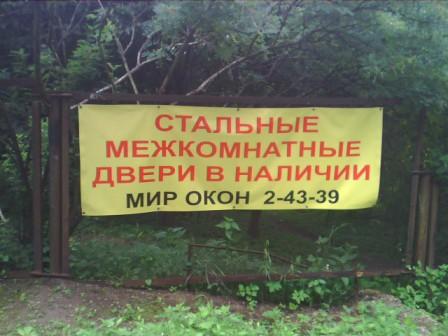 СТАЛЬНЫЕ
МЕЖКОМНАТНЫЕ
ДВЕРИ В НАЛИЧИИ
МИР ОКОН 2-43-39